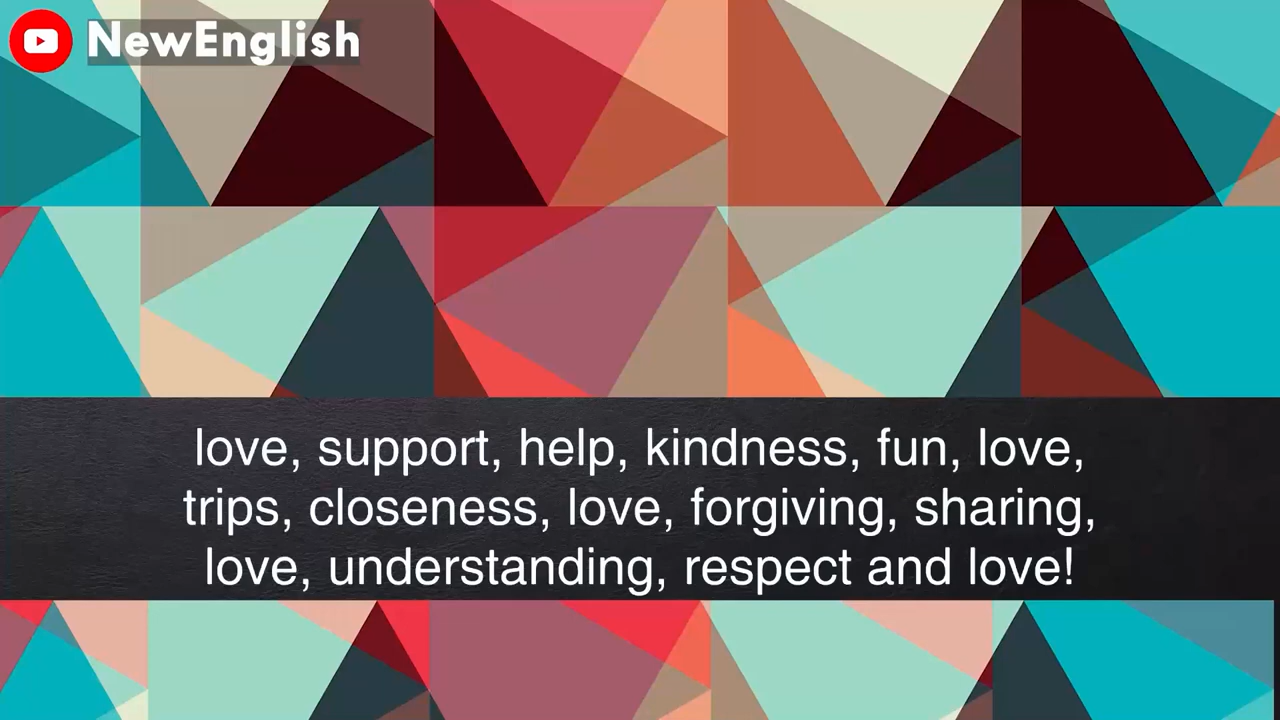 NewEnglish
love, support, help, kindness, fun, love,
trips, closeness, love, forgiving, sharing,
love, understanding, respect and love!